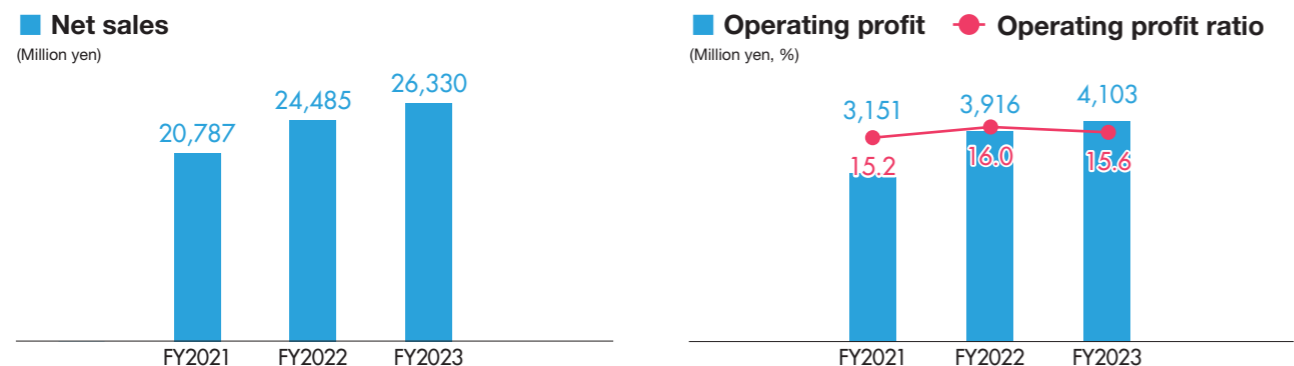 Net sales
(Million yen)
20,787
24,485
26,330
FY2021
FY2022
FY2023
Operating profit
Operating profit ratio
(Million yen, %)
3,151
3,916
4,103
15.2
16.0
15.6
FY2021
FY2022
FY2023